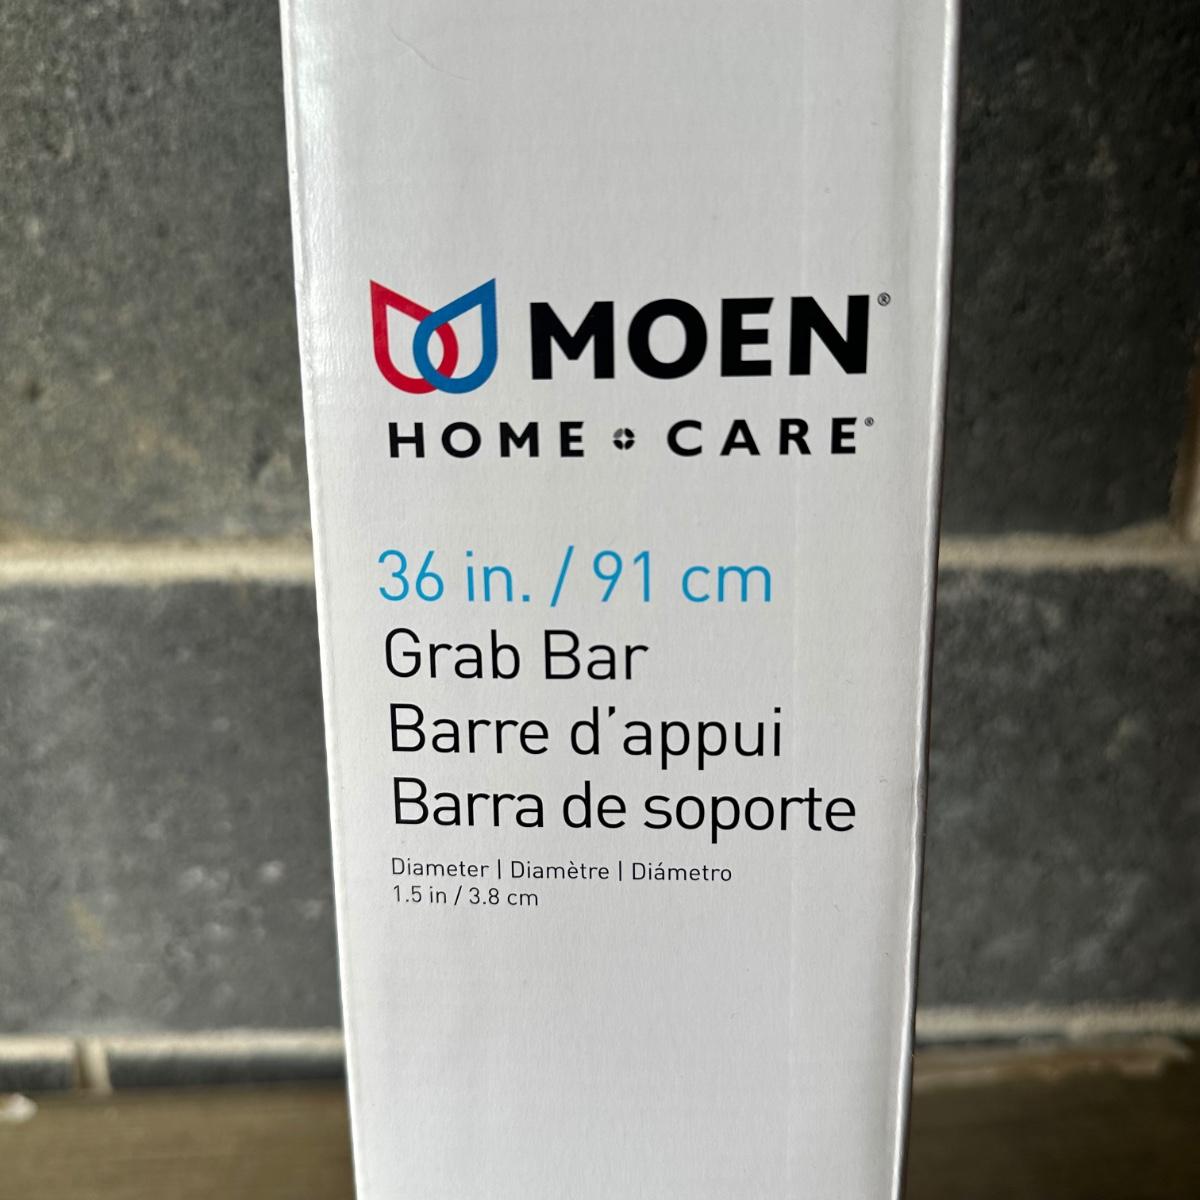 MOEN®
HOME CARE®
36 in. / 91 cm
Grab Bar
Barre d'appui
Barra de soporte
Diameter | Diamètre | Diámetro
1.5 in / 3.8 cm